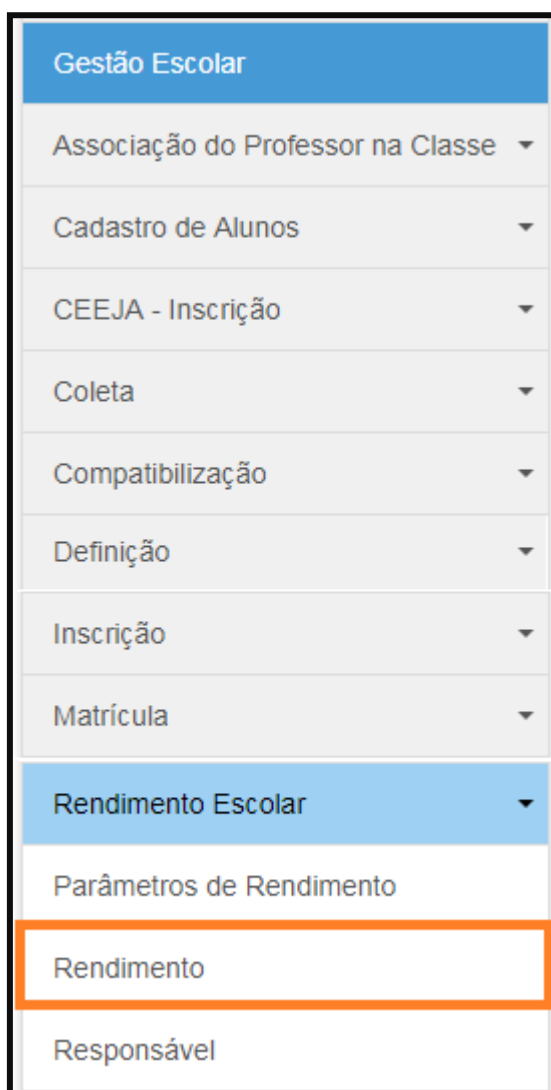 Gestão Escolar
Associação do Professor na Classe
Cadastro de Alunos
CEEJA - Inscrição
Coleta
Compatibilização
Definição
Inscrição
Matrícula
Rendimento Escolar
Parâmetros de Rendimento
Rendimento
Responsável